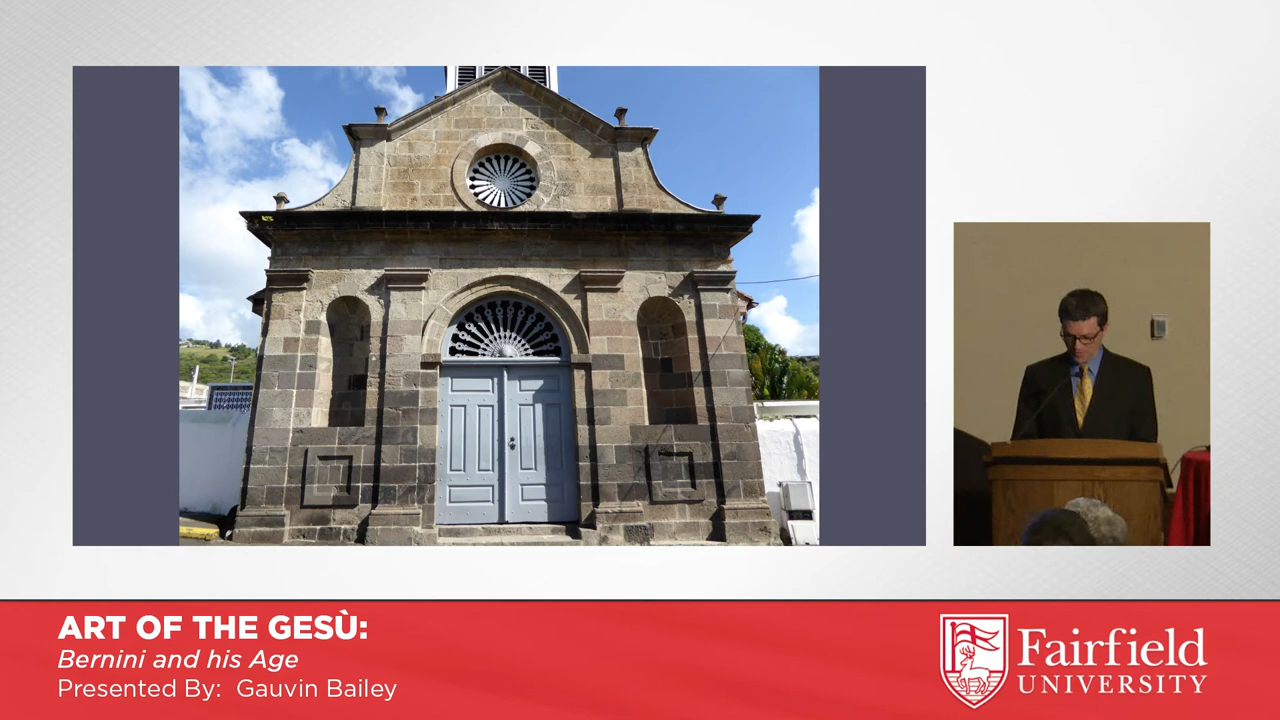 ART OF THE GESÙ:
Bernini and his Age
Presented By: Gauvin Bailey
Fairfield
UNIVERSITY